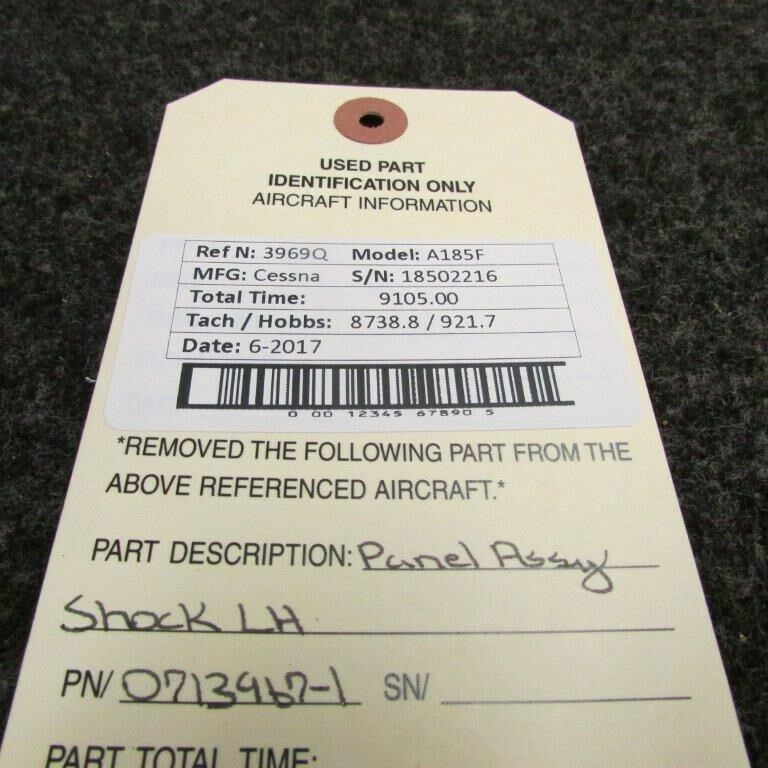 USED PART
IDENTIFICATION ONLY
AIRCRAFT INFORMATION
Ref N: 3969Q Model: A185F
MFG: Cessna S/N: 18502216
Total Time: 9105.00
Tach / Hobbs: 8738.8 / 921.7
Date: 6-2017
0 00 12345 67890 5
*REMOVED THE FOLLOWING PART FROM THE
ABOVE REFERENCED AIRCRAFT.*
PART DESCRIPTION: Panel Assy
Shock LH
PN/ 0713967-1 SN/
PART TOTAL TIME: